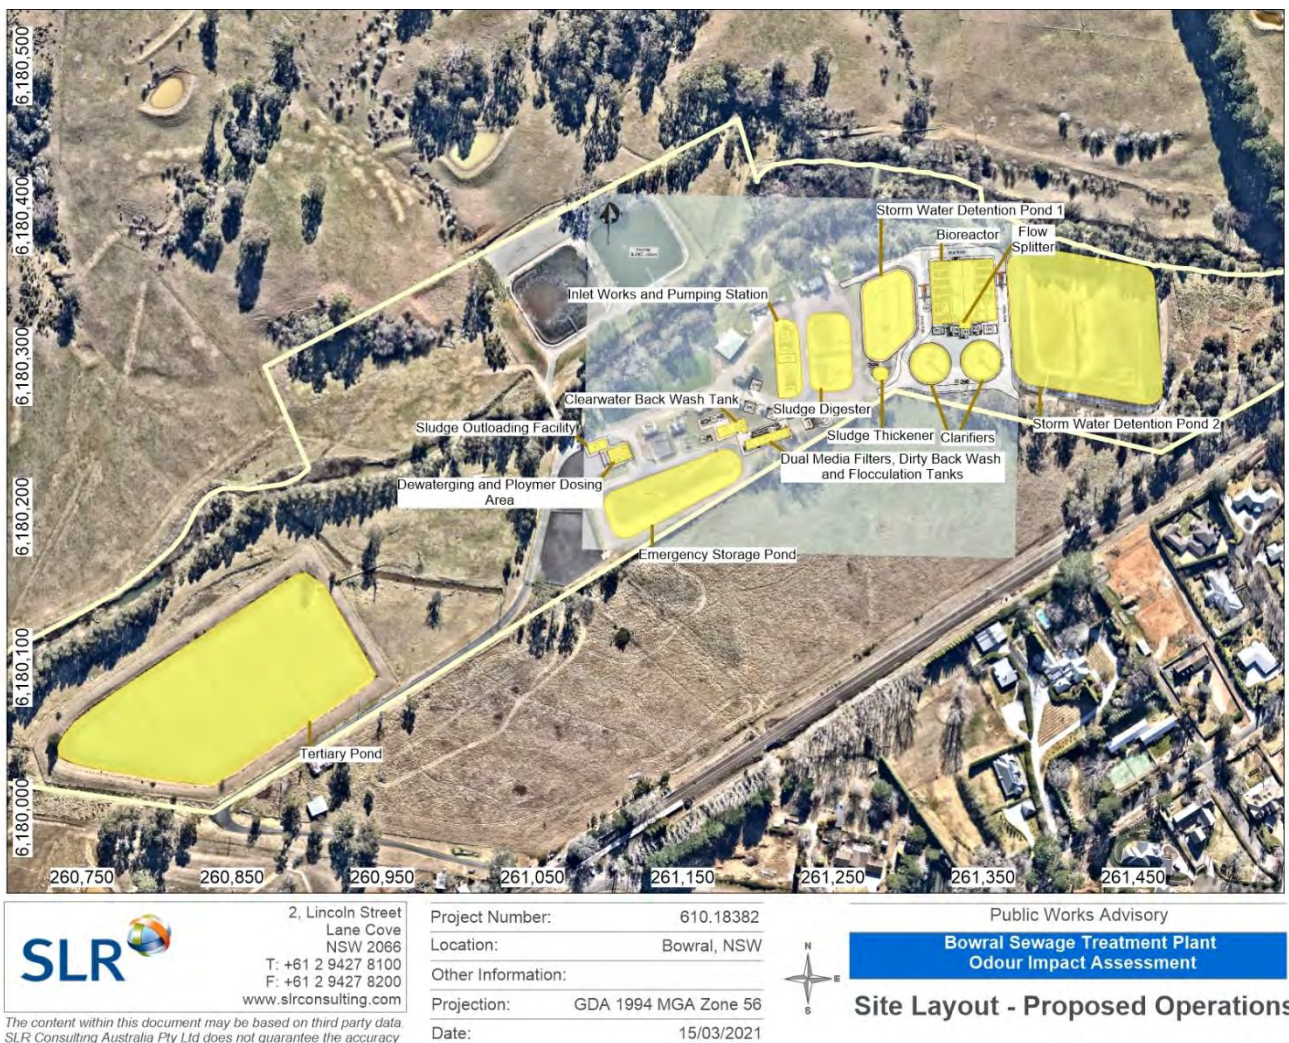 6,180,500
6,180,400
6,180,300
6,180,200
6,180,100
6,180,000
Storm Water Detention Pond 1
Bioreactor
Flow
Splitter
Inlet Works and Pumping Station
Clearwater Back Wash Tank
Sludge Digester
Sludge Outloading Facility
Sludge Thickener
Clarifiers
Storm Water Detention Pond 2
Dual Media Filters, Dirty Back Wash
and Flocculation Tanks
Dewaterging and Ploymer Dosing
Area
Emergency Storage Pond
Tertiary Pond
260,750
260,850
260,950
261,050
261,150
261,250
261,350
261,450
SLR
2, Lincoln Street
Lane Cove
NSW 2066
T: +61 2 9427 8100
F: +61 2 9427 8200
www.slrconsulting.com
The content within this document may be based on third party data.
SLR Consulting Australia Pty Ltd does not guarantee the accuracy
Project Number: 610.18382
Location: Bowral, NSW
Other Information:
Projection: GDA 1994 MGA Zone 56
Date: 15/03/2021
N
E
S
Public Works Advisory
Bowral Sewage Treatment Plant
Odour Impact Assessment
Site Layout - Proposed Operations